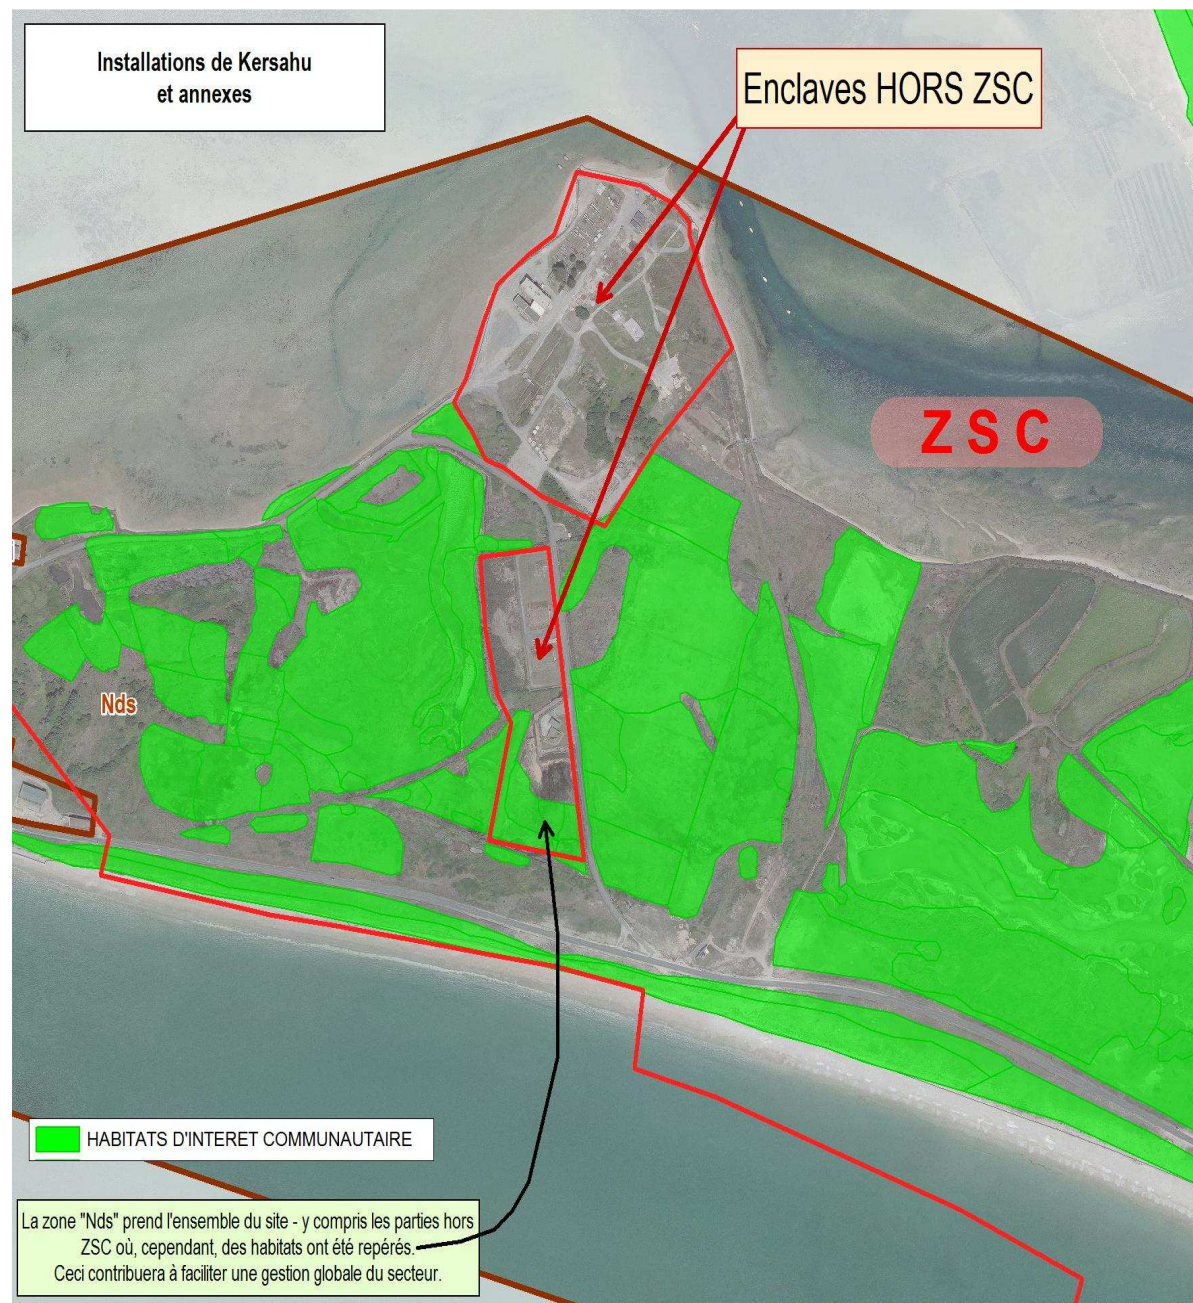 Installations de Kersahu
et annexes
Enclaves HORS ZSC
Z S C
Nds
HABITATS D'INTERET COMMUNAUTAIRE
La zone "Nds" prend l'ensemble du site - y compris les parties hors
ZSC où, cependant, des habitats ont été repérés.
Ceci contribuera à faciliter une gestion globale du secteur.